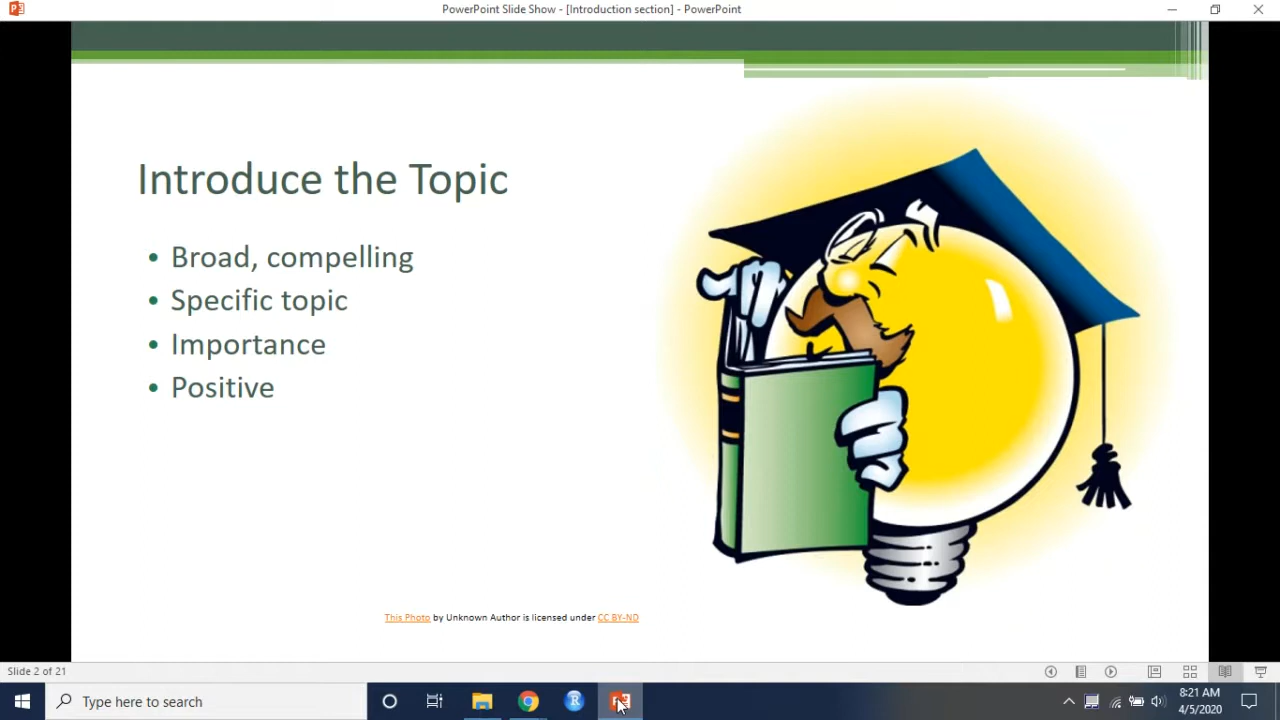 PowerPoint Slide Show - [Introduction section] - PowerPoint
Introduce the Topic
• Broad, compelling
• Specific topic
• Importance
• Positive
This Photo by Unknown Author is licensed under CC BY-ND
Slide 2 of 21
Type here to search
8:21 AM
4/5/2020